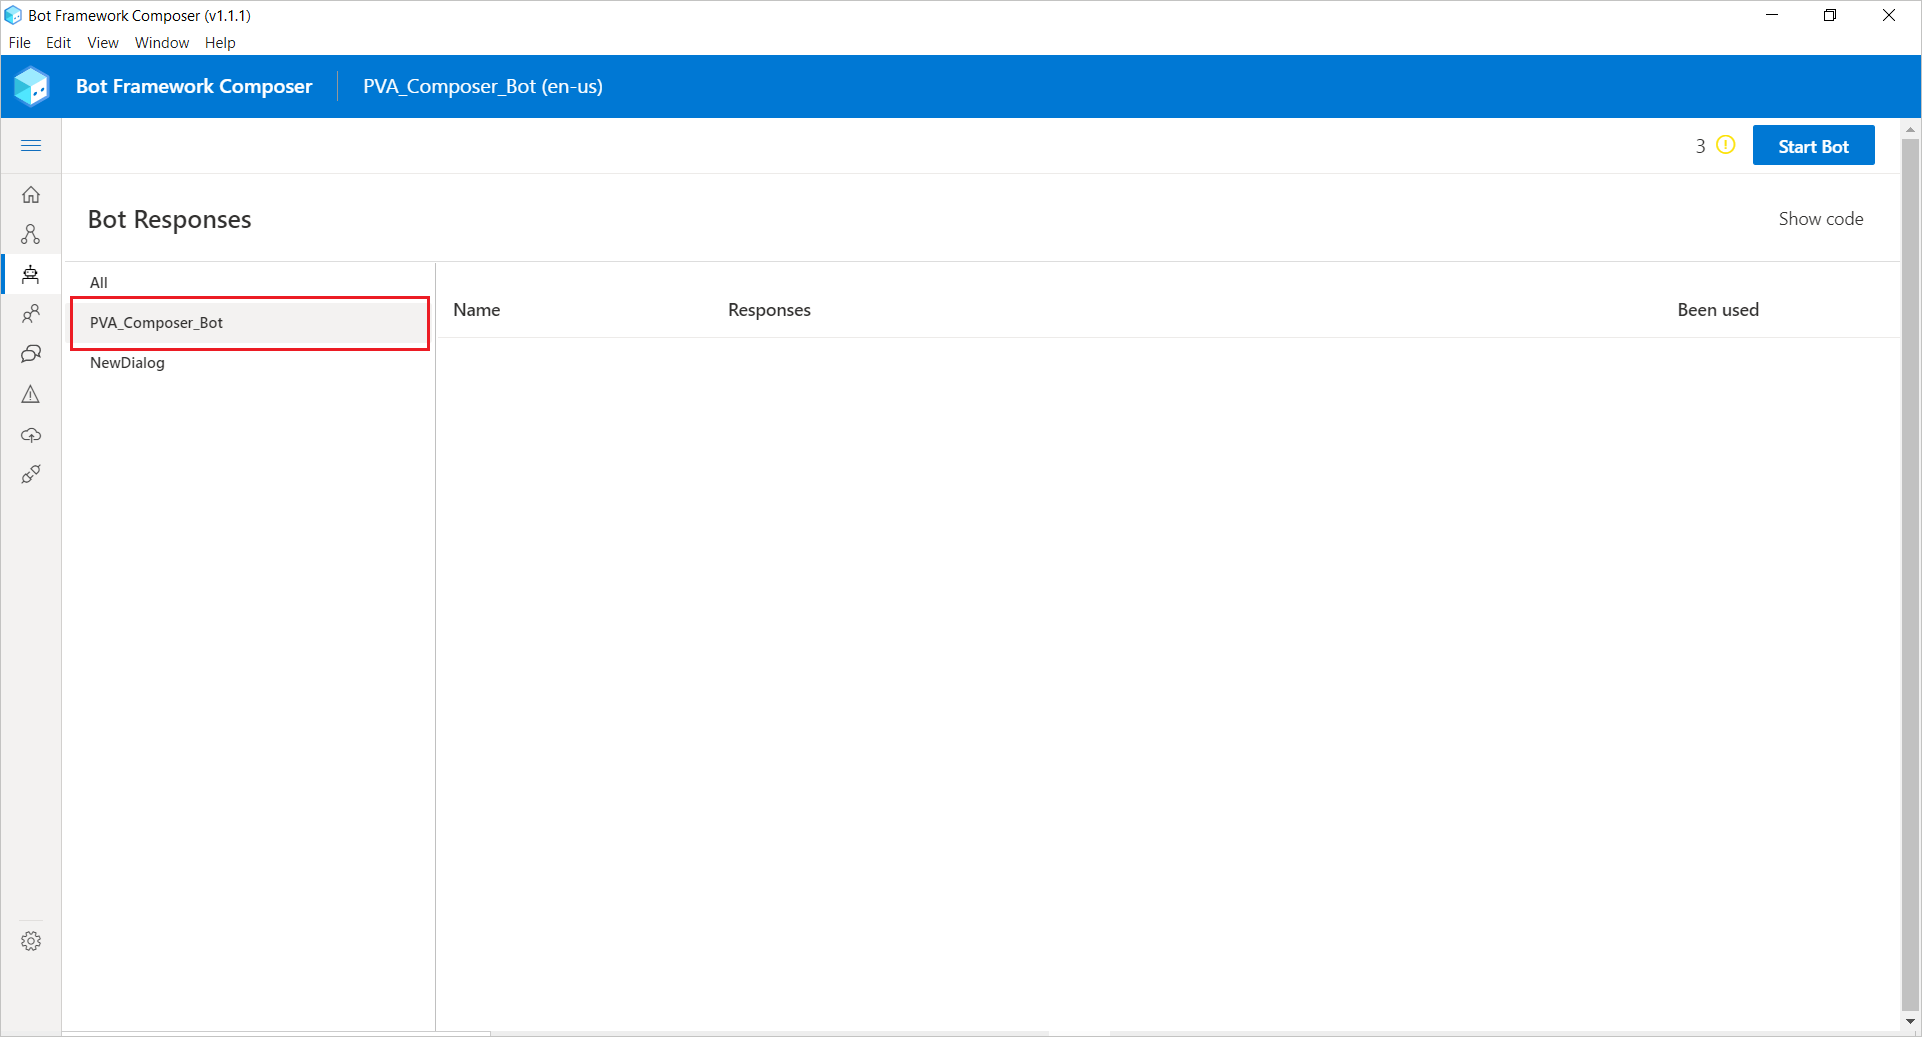 Bot Framework Composer (v1.1.1)
File Edit View Window Help
Bot Framework Composer PVA_Composer_Bot (en-us)
3 Start Bot
Bot Responses Show code
All
PVA_Composer_Bot
NewDialog
Name Responses Been used